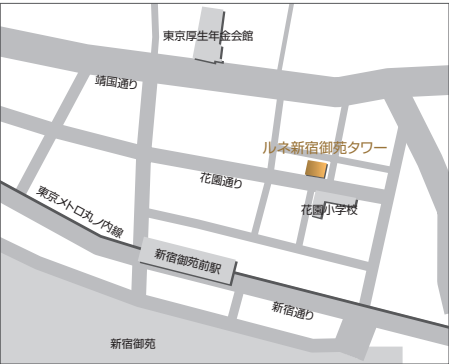 東京厚生年金会館
靖国通り
ルネ新宿御苑タワー
花園通り
花園小学校
東京メトロ丸ノ内線
新宿御苑前駅
新宿通り
新宿御苑